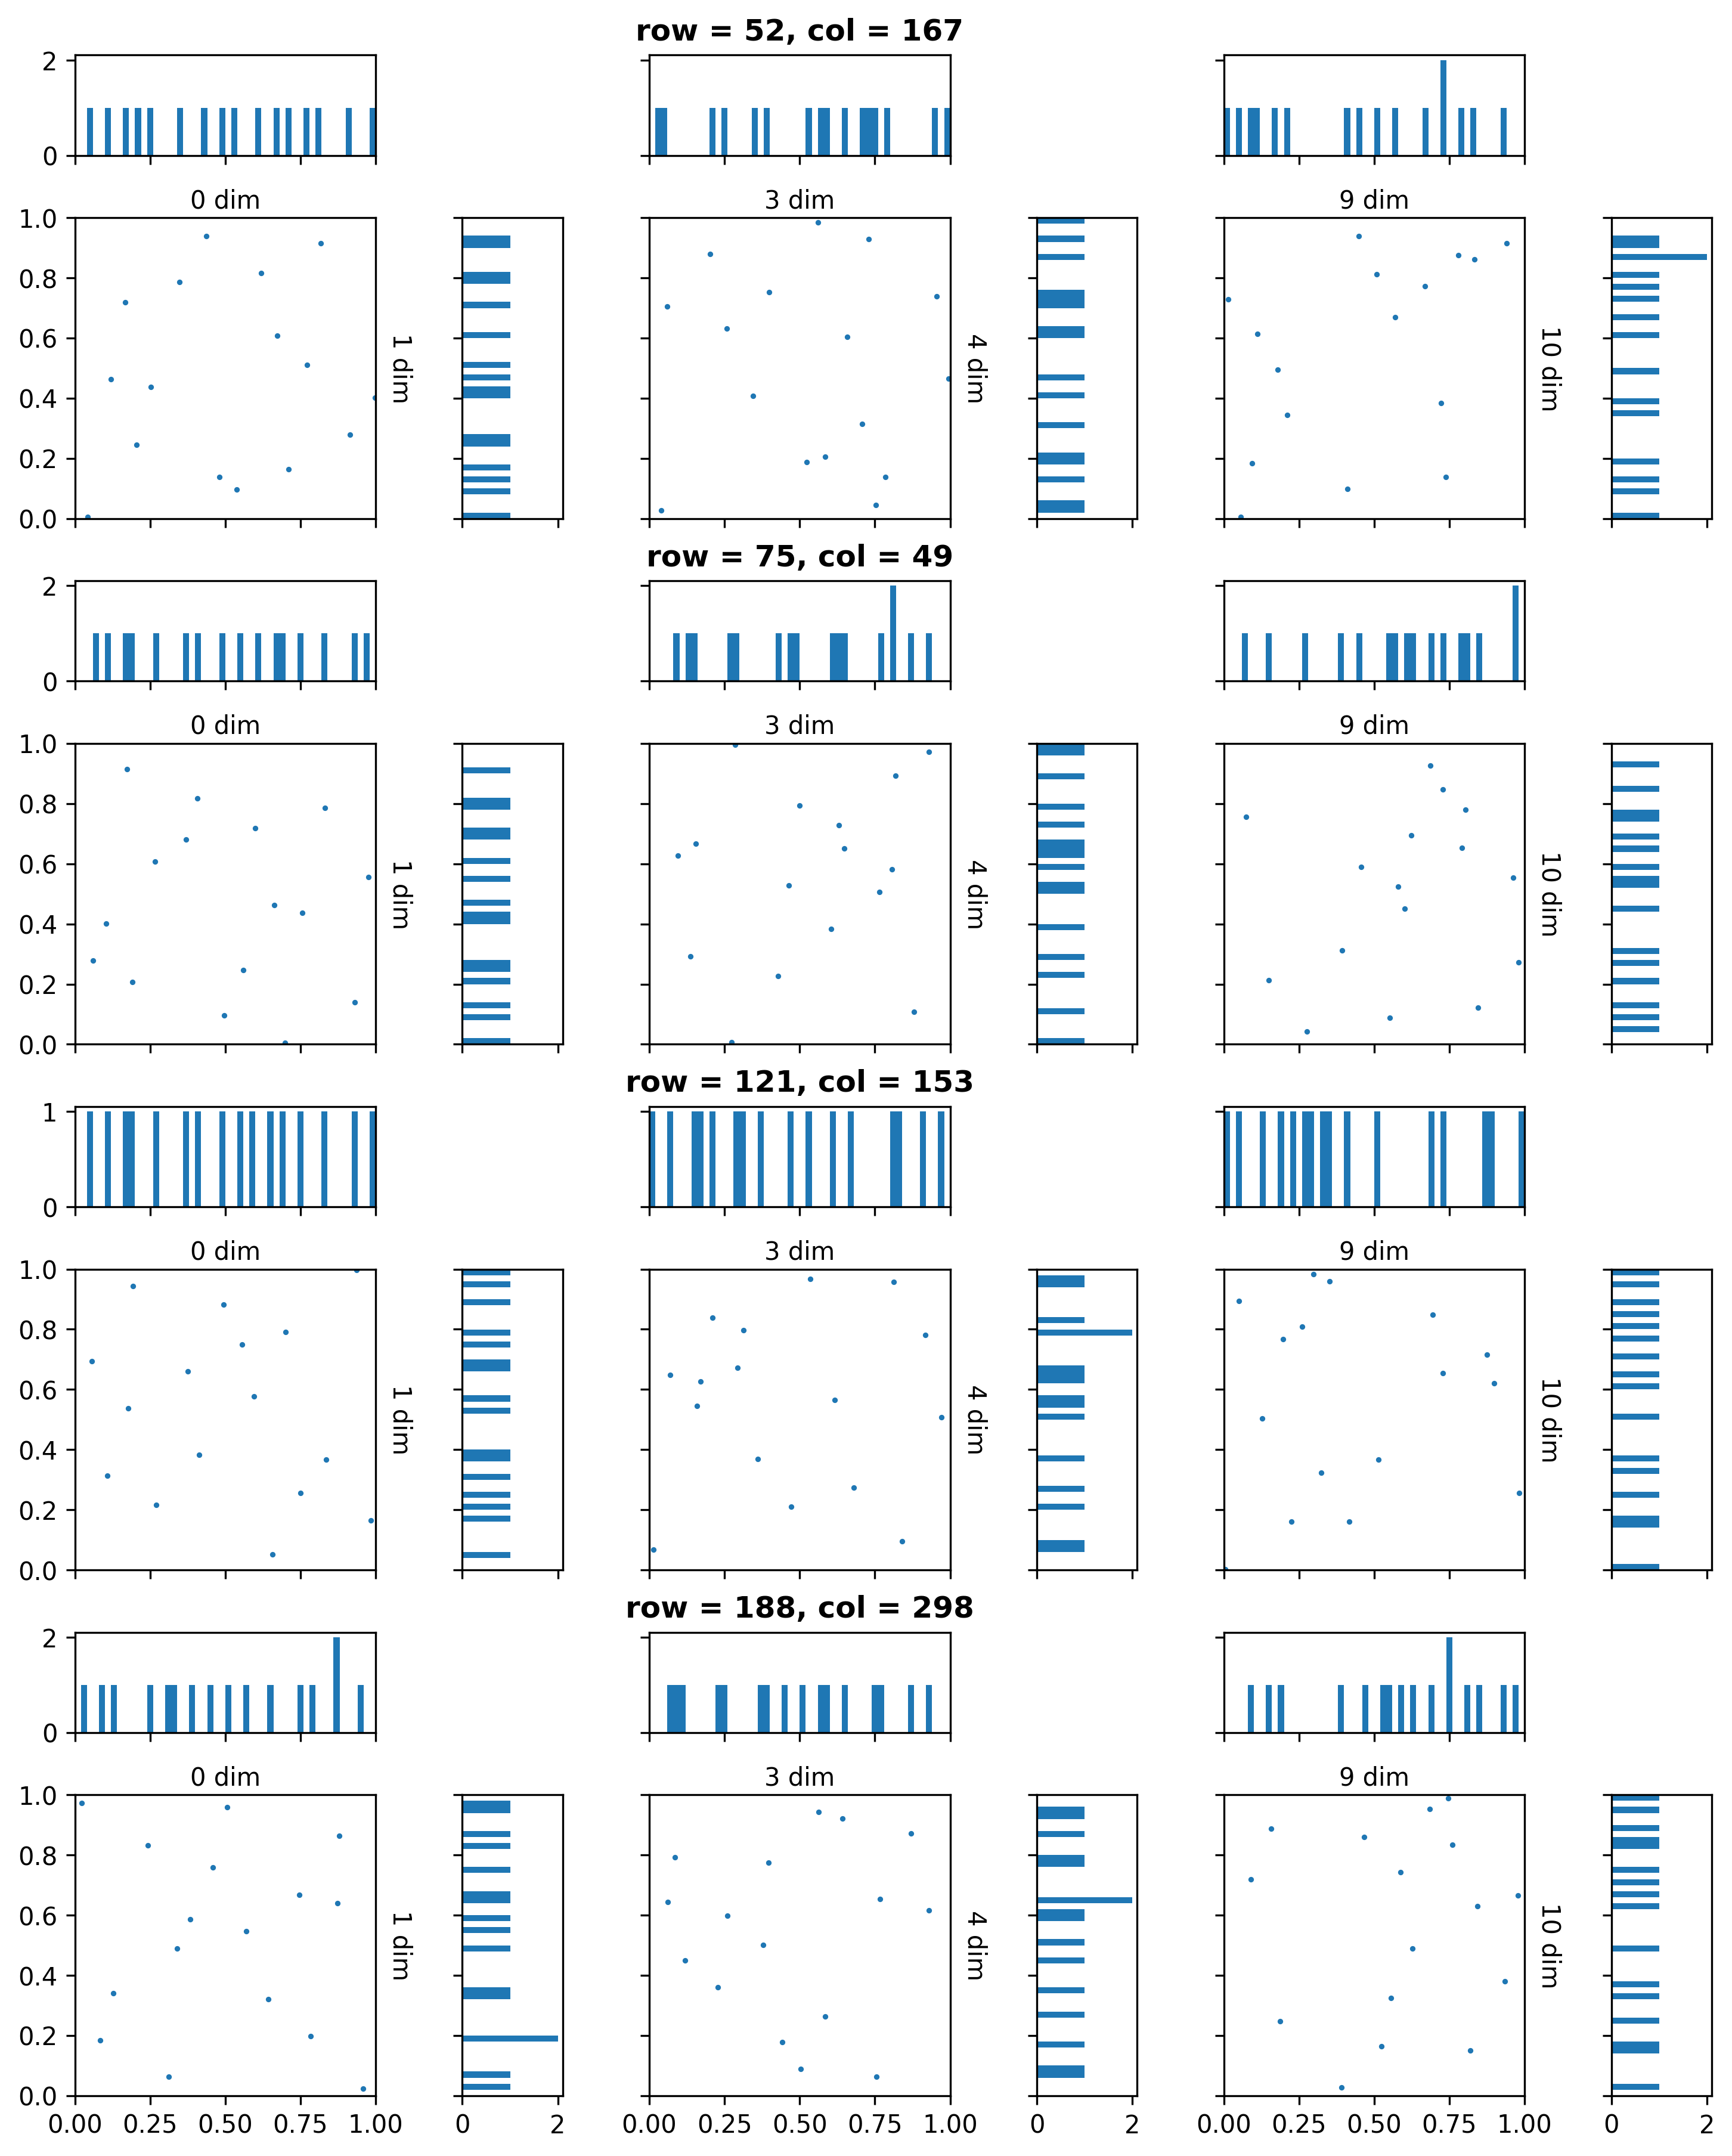 row = 52, col = 167
2
0
0 dim
3 dim
9 dim
1.0
0.8
0.6
0.4
0.2
0.0
1 dim
4 dim
10 dim
row = 75, col = 49
2
0
0 dim
3 dim
9 dim
1.0
0.8
0.6
0.4
0.2
0.0
1 dim
4 dim
10 dim
row = 121, col = 153
1
0
0 dim
3 dim
9 dim
1.0
0.8
0.6
0.4
0.2
0.0
1 dim
4 dim
10 dim
row = 188, col = 298
2
0
0 dim
3 dim
9 dim
1.0
0.8
0.6
0.4
0.2
0.0
1 dim
4 dim
10 dim
0.00 0.25 0.50 0.75 1.00 0 2 0.00 0.25 0.50 0.75 1.00 0 2 0.00 0.25 0.50 0.75 1.00 0 2